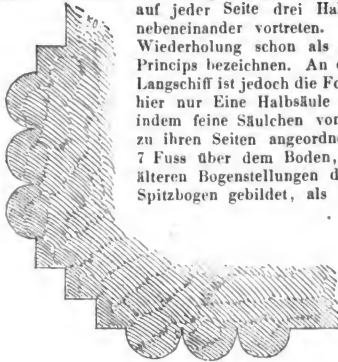 auf jeder Seite drei Hal
nebeneinander vortreten.
Wiederholung schon als
Princips bezeichnen. An
Langschiff ist jedoch die Fo
hier nur Eine Halbsäule
indem feine Säulchen vor
zu ihren Seiten angeordne
7 Fuss über dem Boden,
älteren Bogenstellungen d
Spitzbogen gebildet, als